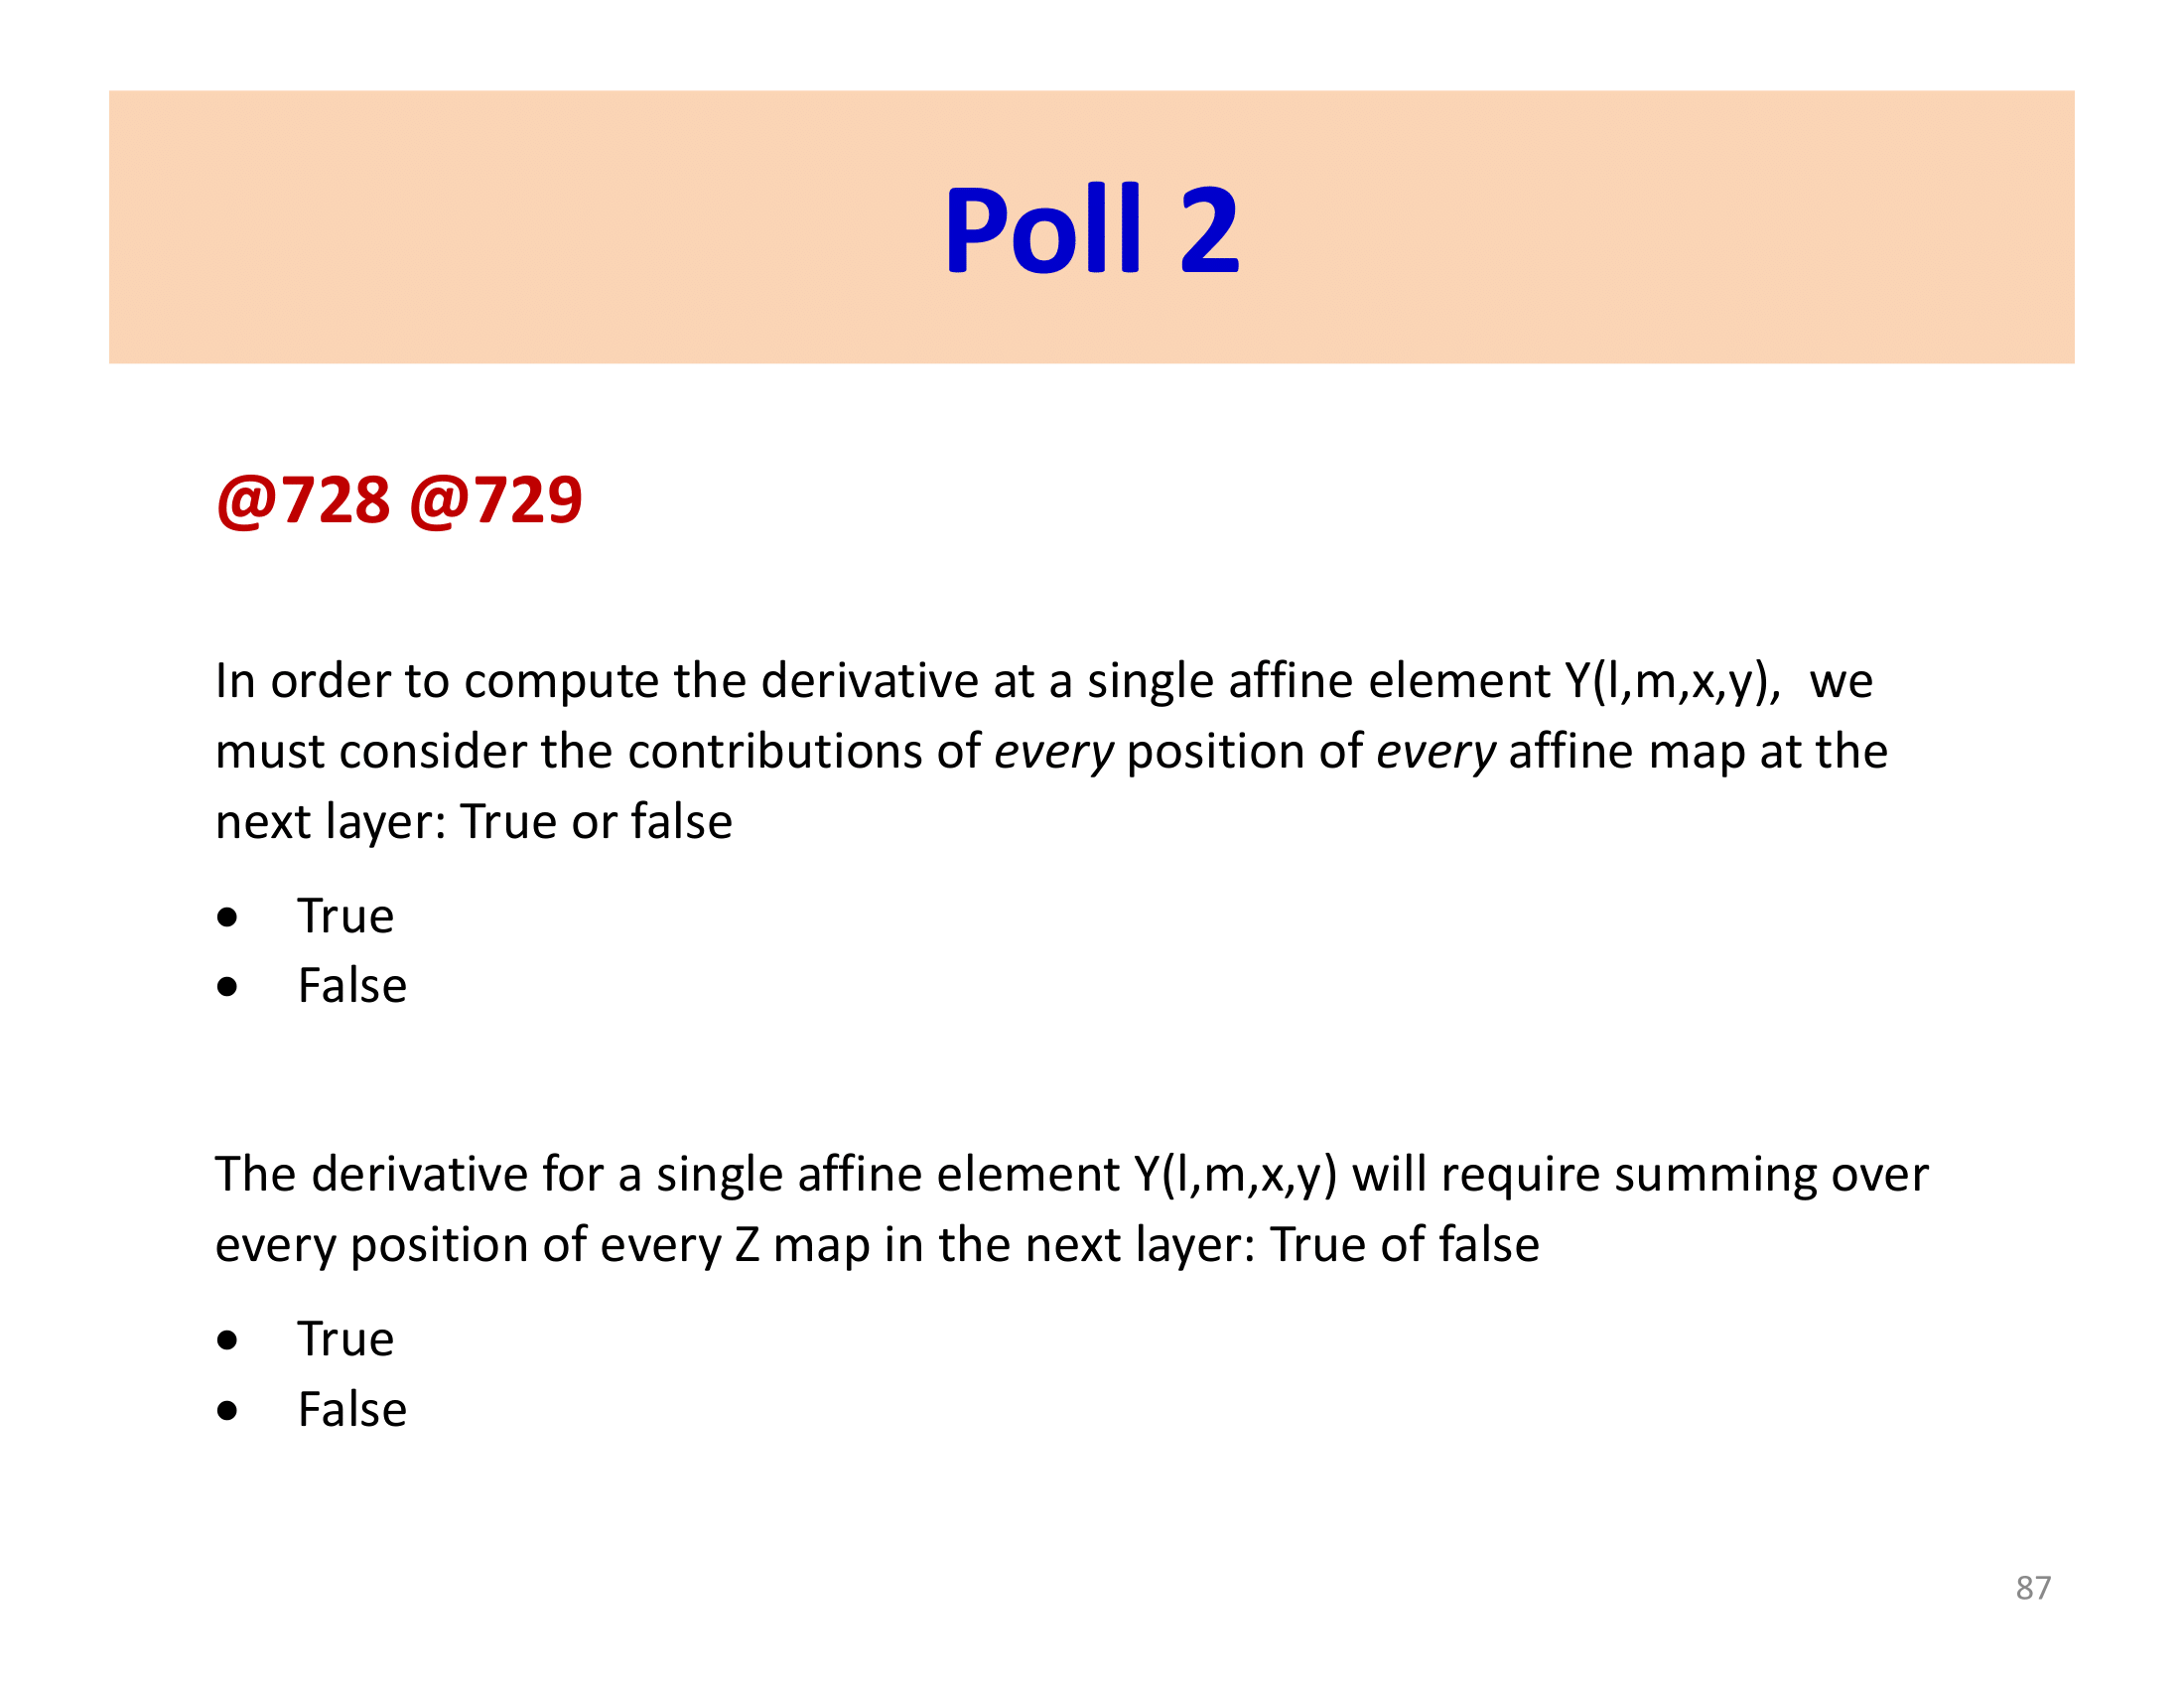 Poll 2
@728 @729
In order to compute the derivative at a single affine element Y(l,m,x,y),  we
must consider the contributions of every position of every affine map at the
next layer: True or false
● True
● False
The derivative for a single affine element Y(l,m,x,y) will require summing over
every position of every Z map in the next layer: True of false
● True
● False
87